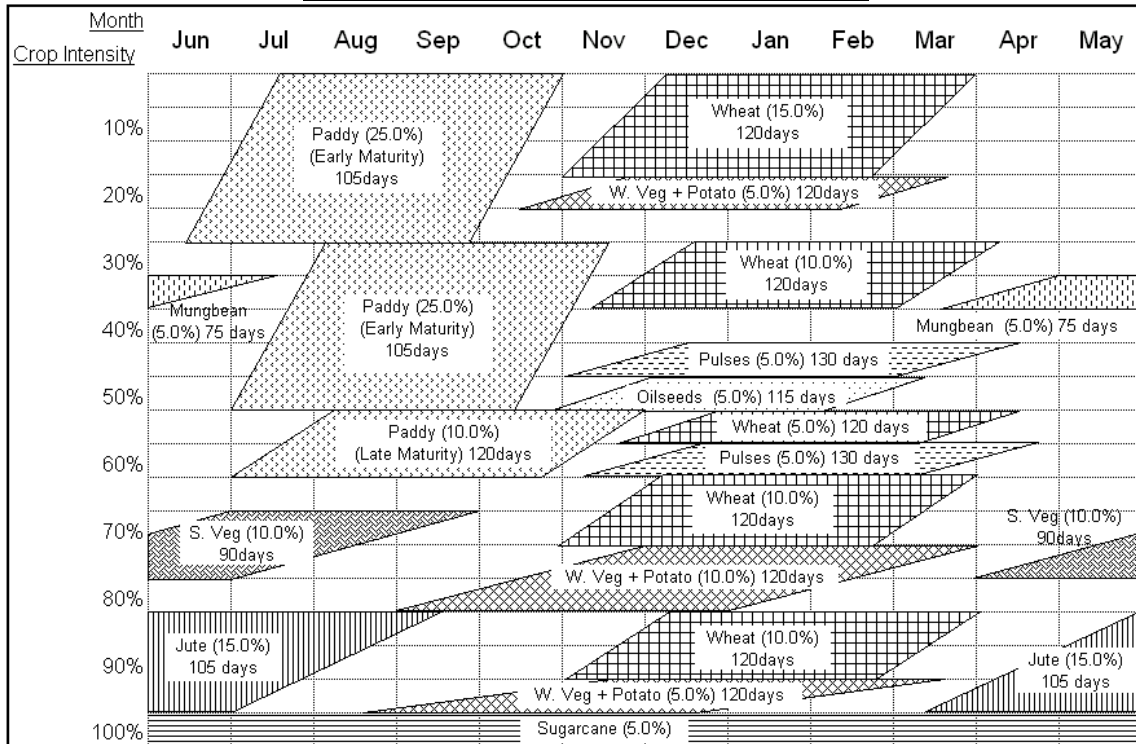 Month
Crop Intensity
Jun Jul Aug Sep Oct Nov Dec Jan Feb Mar Apr May
10%
Paddy (25.0%)
(Early Maturity)
105days
Wheat (15.0%)
120days
20%
W. Veg + Potato (5.0%) 120days
30%
Wheat (10.0%)
120days
Mungbean
(5.0%) 75 days
40%
Paddy (25.0%)
(Early Maturity)
105days
Mungbean (5.0%) 75 days
Pulses (5.0%) 130 days
50%
Oilseeds (5.0%) 115 days
Paddy (10.0%)
(Late Maturity) 120days
Wheat (5.0%) 120 days
60%
Pulses (5.0%) 130 days
70%
S. Veg (10.0%)
90days
Wheat (10.0%)
120days
S. Veg (10.0%)
90days
80%
W. Veg + Potato (10.0%) 120days
90%
Jute (15.0%)
105 days
Wheat (10.0%)
120days
Jute (15.0%)
105 days
W. Veg + Potato (5.0%) 120days
100%
Sugarcane (5.0%)